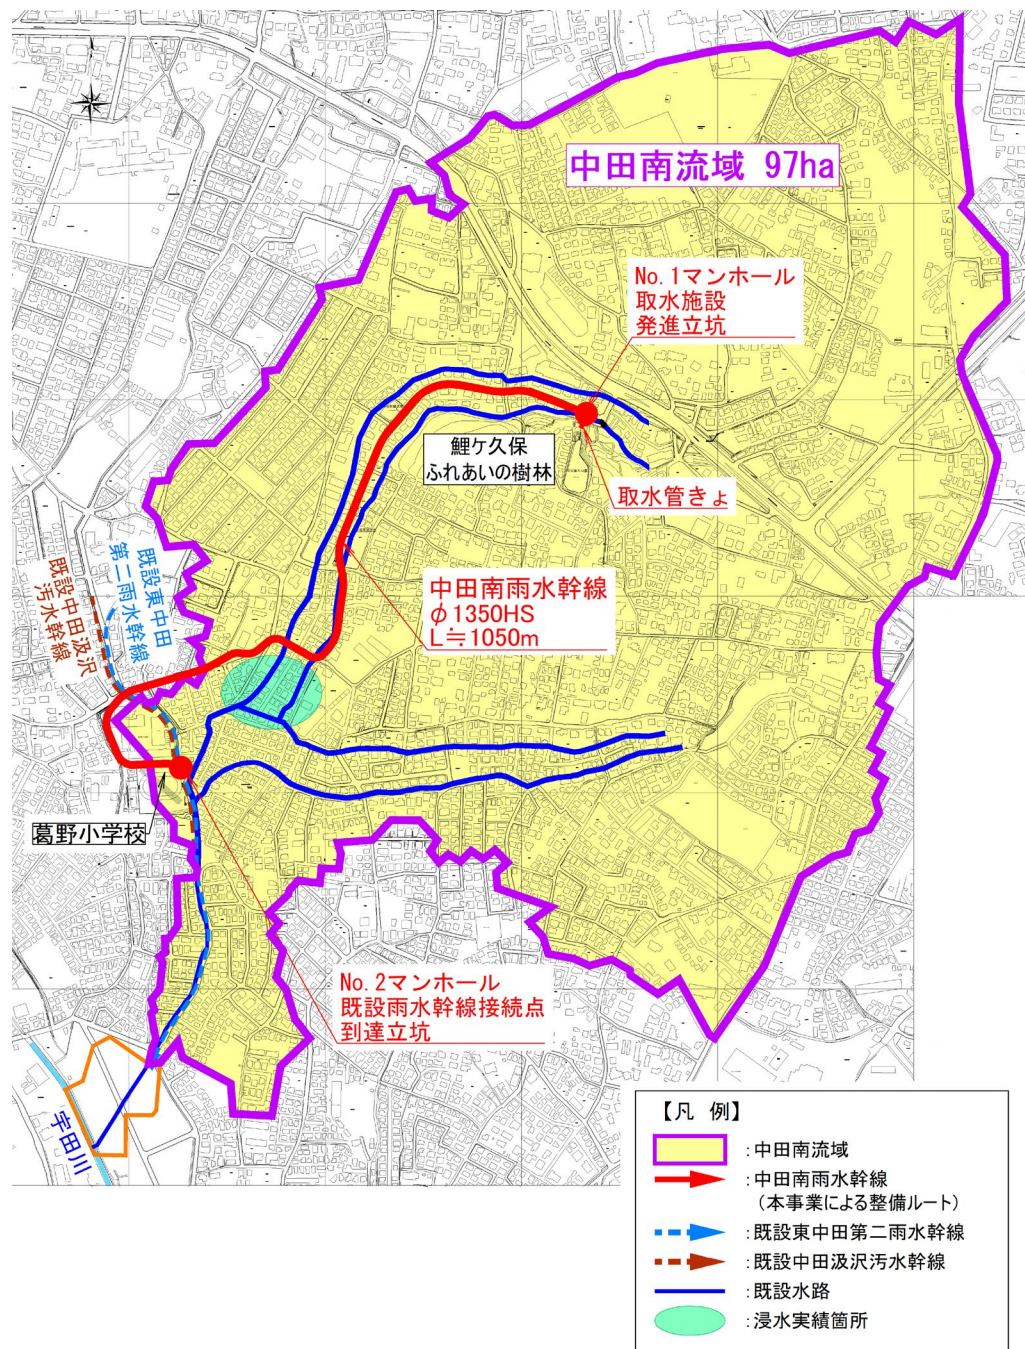 中田南流域 97ha
No.1マンホール
取水施設
発進立坑
鯉ケ久保
ふれあいの樹林
取水管きょ
既設東中田
第二雨水幹線
既設中田汲沢
汚水幹線
中田南雨水幹線
φ1350HS
L≒1050m
葛野小学校
No.2マンホール
既設雨水幹線接続点
到達立坑
宇田川
【凡 例】
:中田南流域
:中田南雨水幹線
(本事業による整備ルート)
:既設東中田第二雨水幹線
:既設中田汲沢汚水幹線
:既設水路
:浸水実績箇所